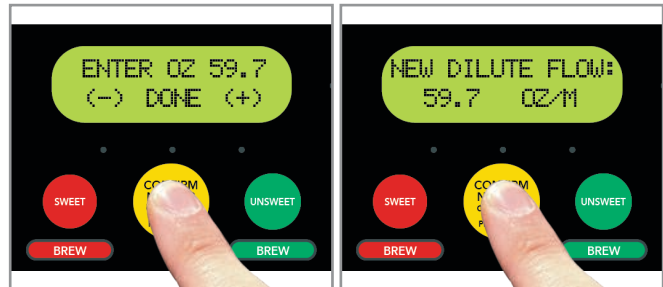 ENTER OZ 59.7
(-) DONE (+)
SWEET
UNSWEET
BREW
BREW
NEW DILUTE FLOW:
59.7 OZ/M
SWEET
UNSWEET
BREW
BREW